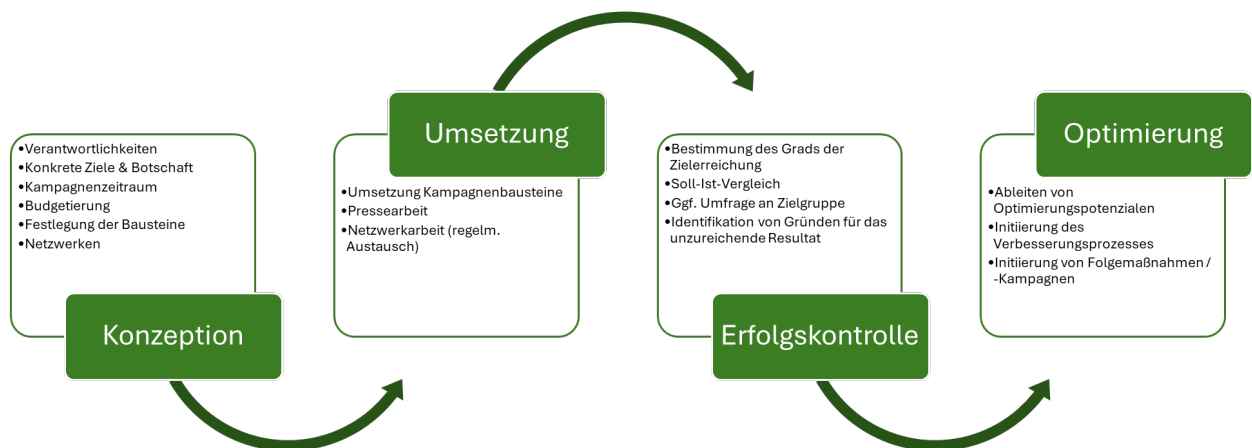 •Verantwortlichkeiten
•Konkrete Ziele & Botschaft
•Kampagnenzeitraum
•Budgetierung
•Festlegung der Bausteine
•Netzwerken
Konzeption
Umsetzung
•Umsetzung Kampagnenbausteine
•Pressearbeit
•Netzwerkarbeit (regelm.
Austausch)
•Bestimmung des Grads der
Zielerreichung
•Soll-Ist-Vergleich
•Ggf. Umfrage an Zielgruppe
•Identifikation von Gründen für das
unzureichende Resultat
Erfolgskontrolle
Optimierung
•Ableiten von
Optimierungspotenzialen
•Initiierung des
Verbesserungsprozesses
•Initiierung von Folgemaßnahmen /
-Kampagnen